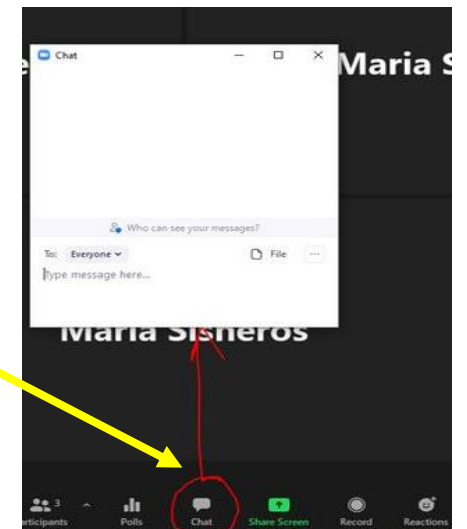 Chat
Maria S
Who can see your messages?
To: Everyone File ...
Type message here...
Maria Sisneros
3
articipants Polls Chat Share Screen Record Reactions